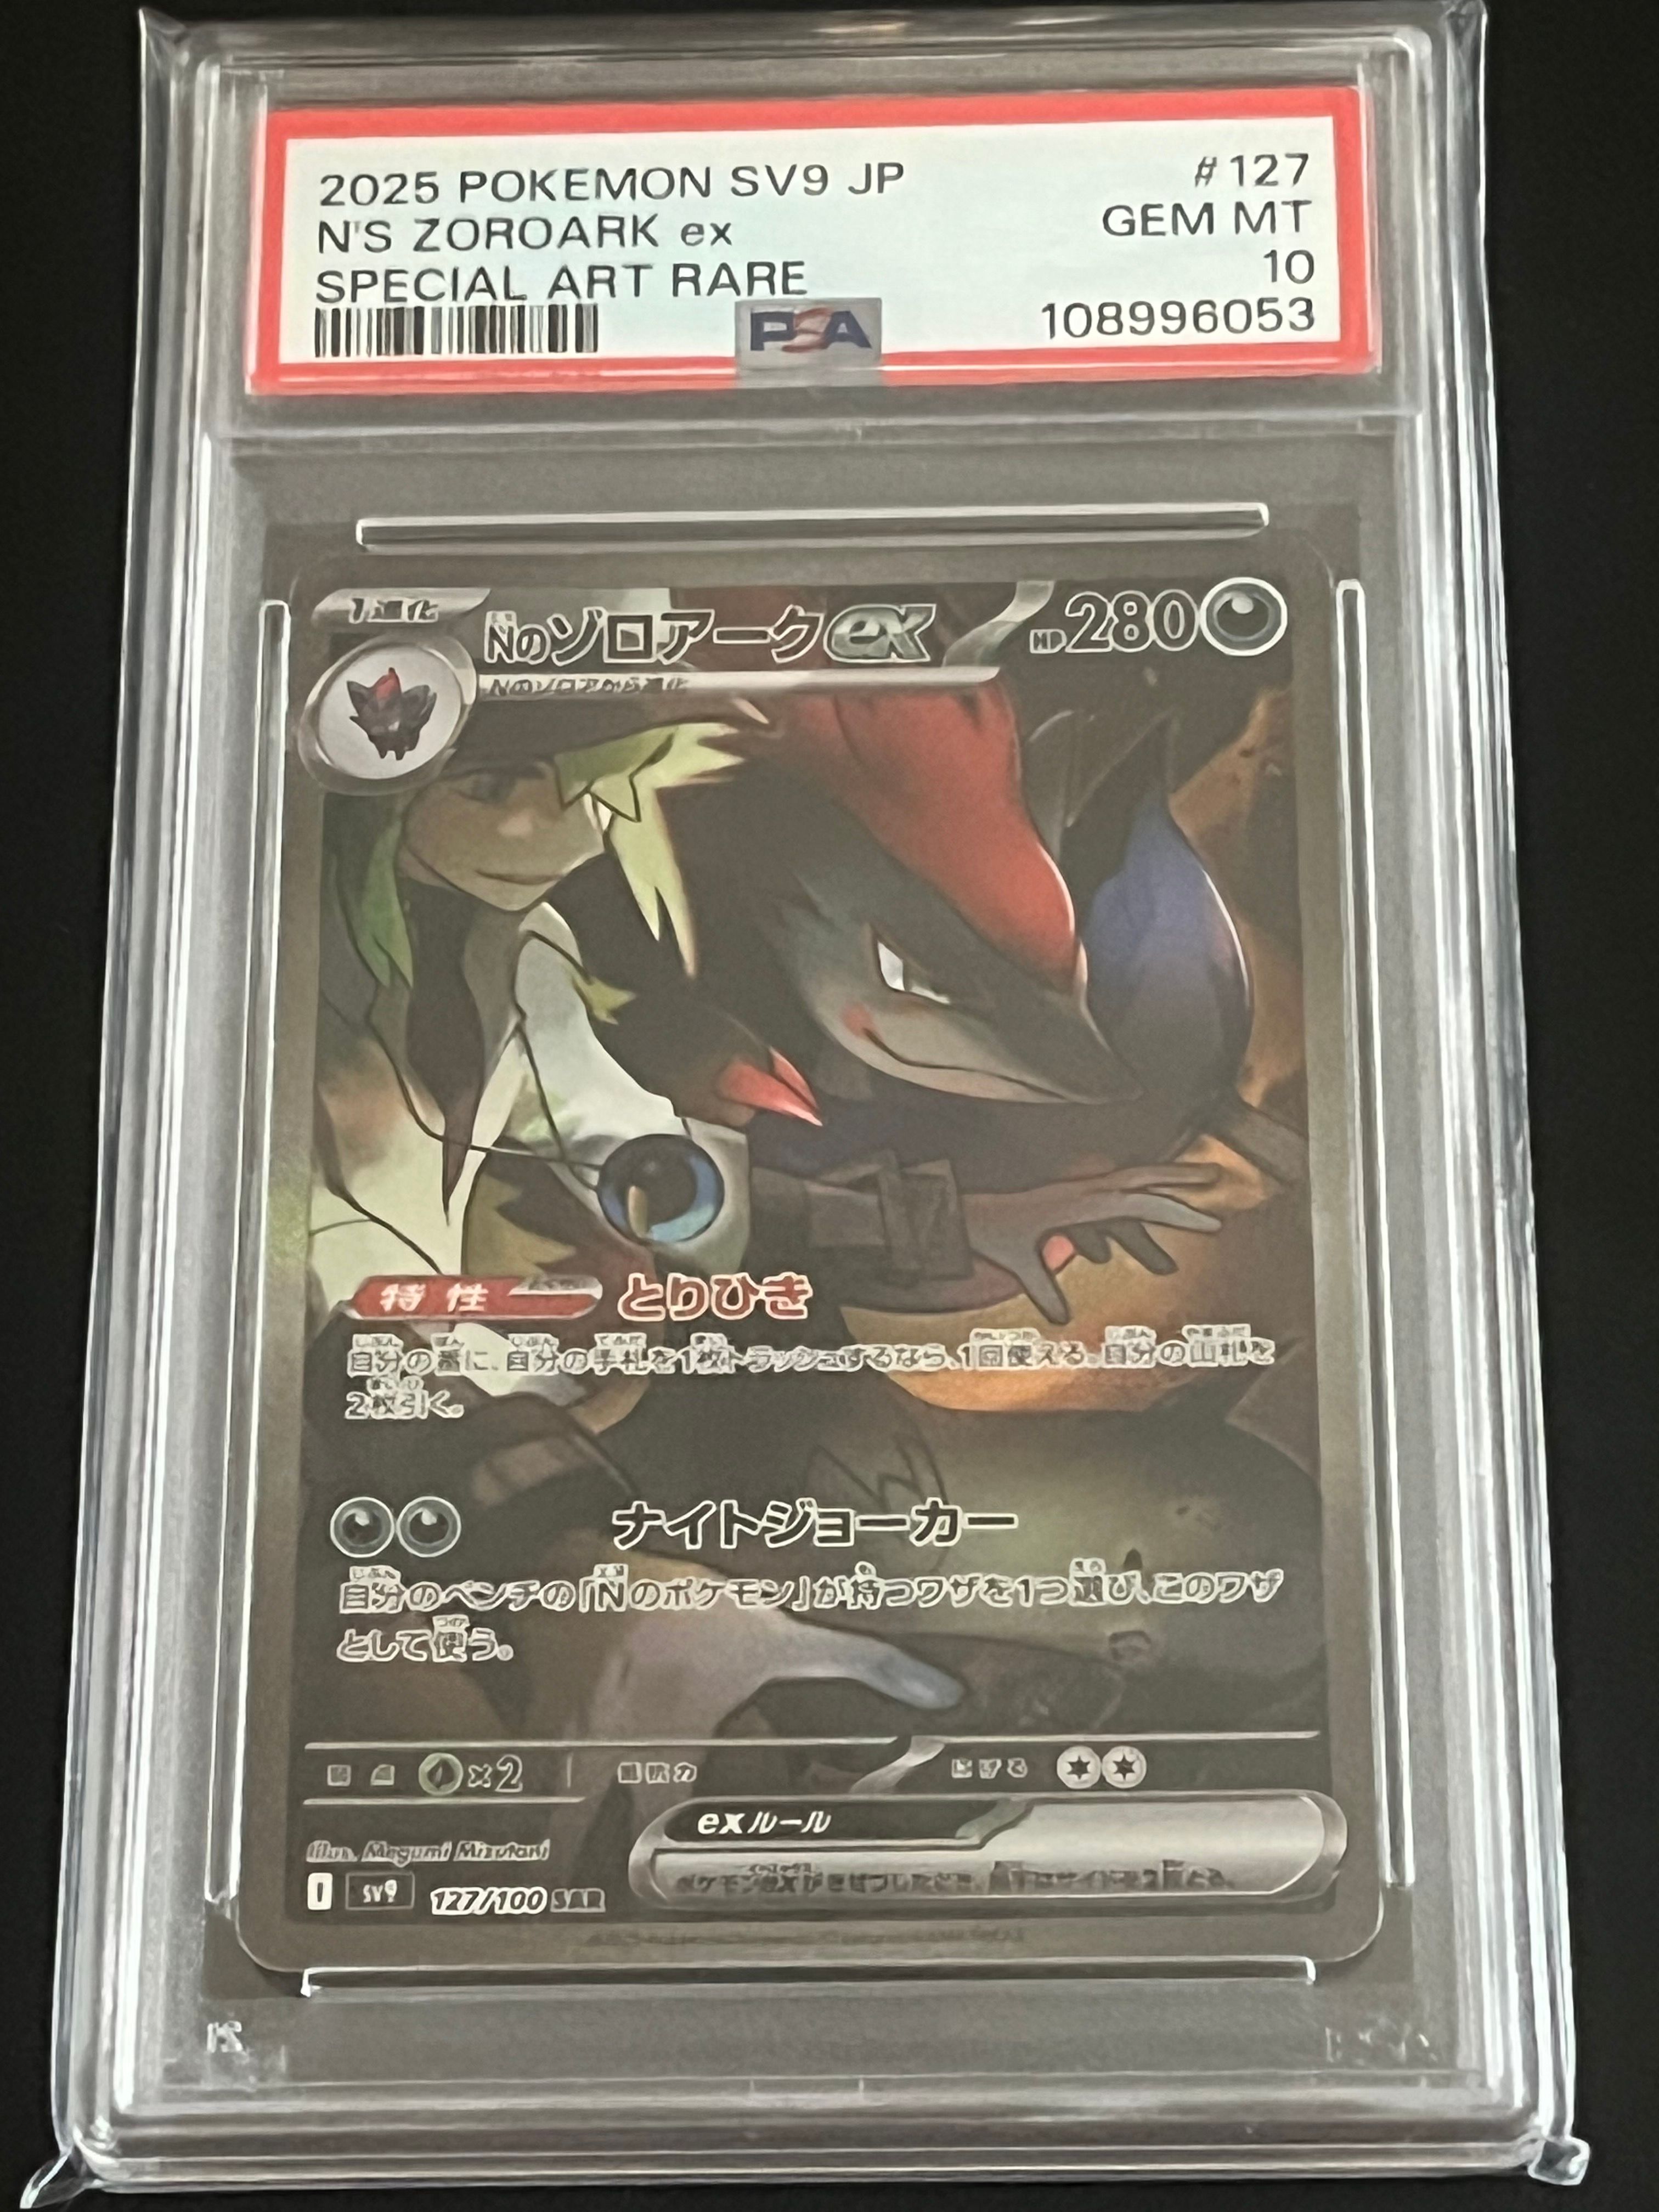 2025 POKEMON SV9 JP
#127
N'S ZOROARK ex
GEM MT
SPECIAL ART RARE
10
PSA
108996053
1進化
Nのゾロアークex
HP280
Nのゾロアから進化
特性 とりひき
自分の番に、自分の手札を1枚トラッシュするなら、1回使える。自分の山札を
2枚引く。
ナイトジョーカー
自分のベンチの「Nのポケモン」が持つワザを1つ選び、このワザ
として使う。
×2 抵抗力 にげる
exルール
Illus. Megumi Mizutani
I sv9 127/100 SAR